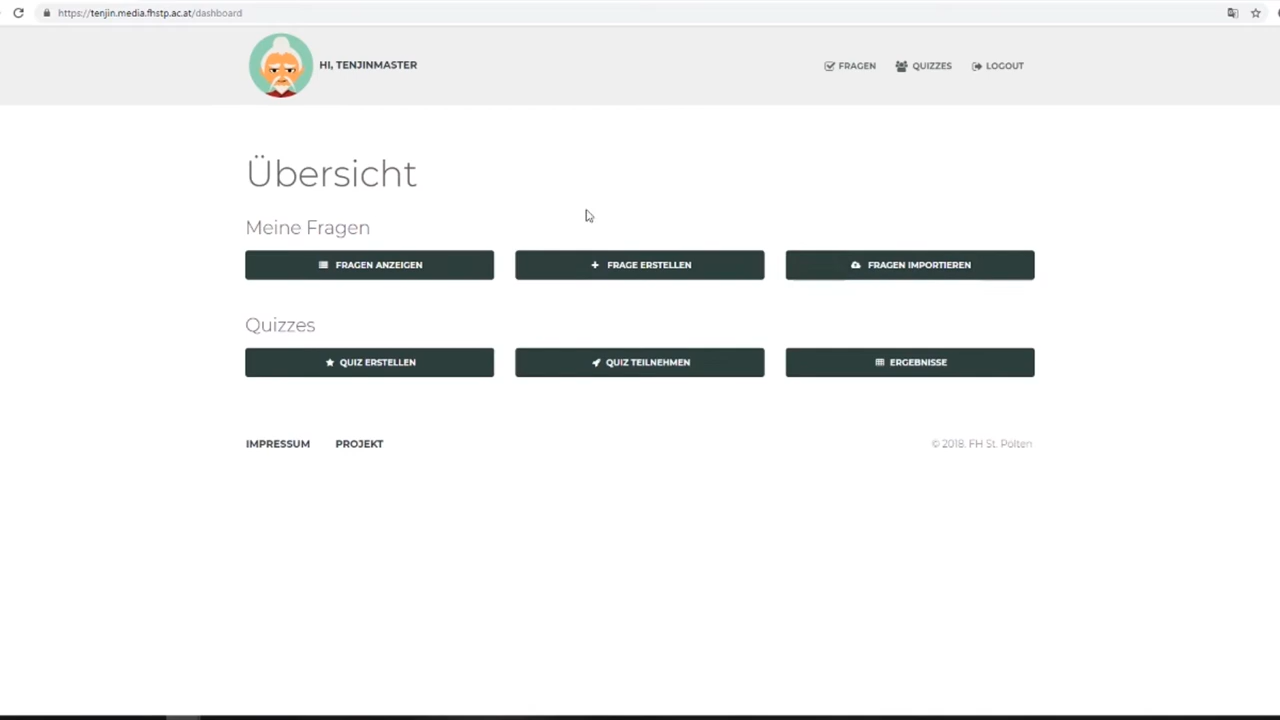 https://tenjin.media.fhstp.ac.at/dashboard
HI, TENJINMASTER
FRAGEN QUIZZES LOGOUT
Übersicht
Meine Fragen
FRAGEN ANZEIGEN FRAGE ERSTELLEN FRAGEN IMPORTIEREN
Quizzes
QUIZ ERSTELLEN QUIZ TEILNEHMEN ERGEBNISSE
IMPRESSUM PROJEKT © 2018. FH St. Pölten